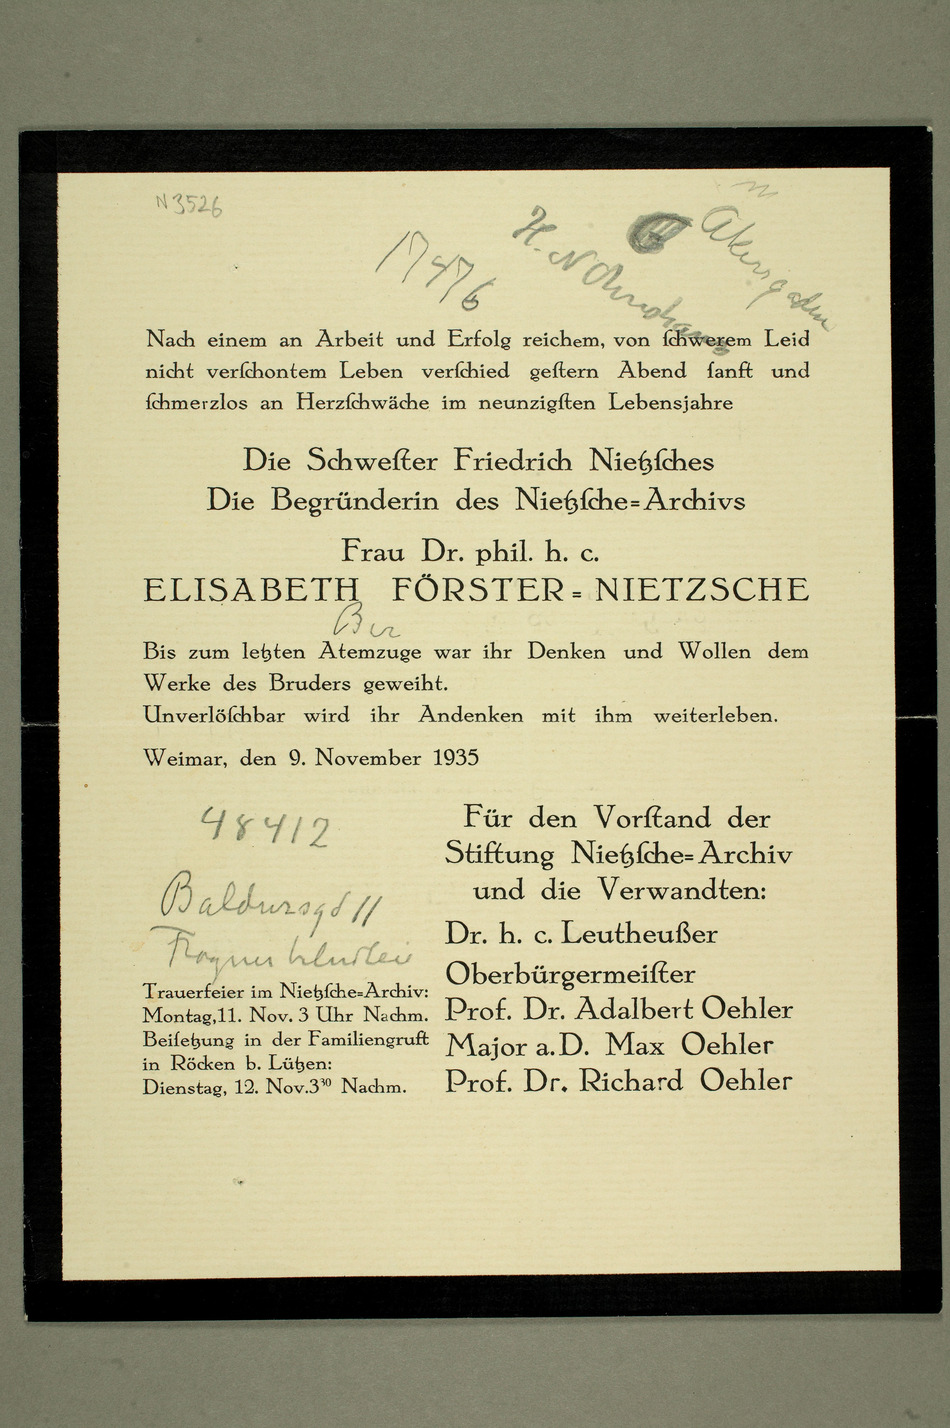 N 3526
17476
H. N
Akersgaden
Nach einem an Arbeit und Erfolg reichem, von ſchwerem Leid
nicht verſchontem Leben verſchied geſtern Abend ſanft und
ſchmerzlos an Herzſchwäche im neunzigſten Lebensjahre
Die Schweſter Friedrich Nietzſches
Die Begründerin des Nietzſche=Archivs
Frau Dr. phil. h. c.
ELISABETH FÖRSTER=NIETZSCHE
Bis zum letzten Atemzuge war ihr Denken und Wollen dem
Werke des Bruders geweiht.
Unverlöſchbar wird ihr Andenken mit ihm weiterleben.
Weimar, den 9. November 1935
48412
Baldursgd 11
Trauerfeier im Nietzſche=Archiv:
Montag,11. Nov. 3 Uhr Nachm.
Beiſetzung in der Familiengruft
in Röcken b. Lützen:
Dienstag, 12. Nov.3³⁰ Nachm.
Für den Vorſtand der
Stiftung Nietzſche=Archiv
und die Verwandten:
Dr. h. c. Leutheußer
Oberbürgermeiſter
Prof. Dr. Adalbert Oehler
Major a.D. Max Oehler
Prof. Dr. Richard Oehler